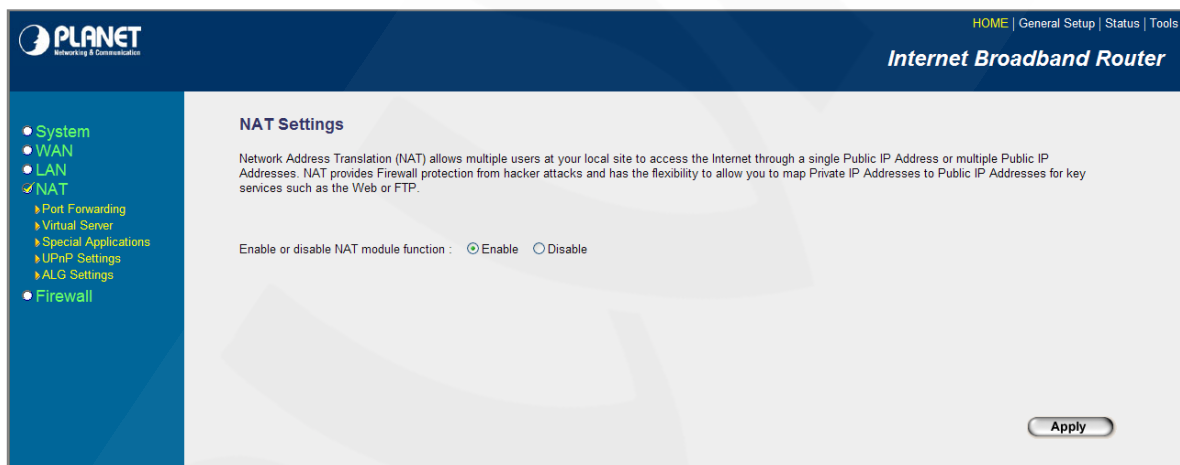 PLANET
Networking & Communication
HOME | General Setup | Status | Tools
Internet Broadband Router
System
WAN
LAN
NAT
Port Forwarding
Virtual Server
Special Applications
UPnP Settings
ALG Settings
Firewall
NAT Settings
Network Address Translation (NAT) allows multiple users at your local site to access the Internet through a single Public IP Address or multiple Public IP
Addresses. NAT provides Firewall protection from hacker attacks and has the flexibility to allow you to map Private IP Addresses to Public IP Addresses for key
services such as the Web or FTP.
Enable or disable NAT module function : Enable Disable
Apply